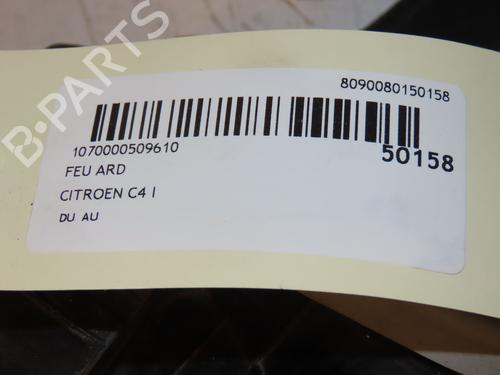 B-PARTS
8090080150158
1070000509610
50158
FEU ARD
CITROEN C4 I
DU AU